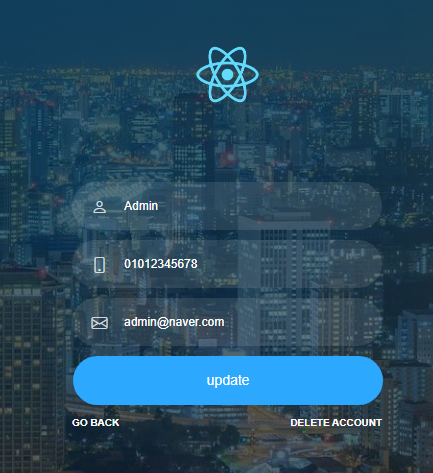 Admin
01012345678
admin@naver.com
update
GO BACK
DELETE ACCOUNT